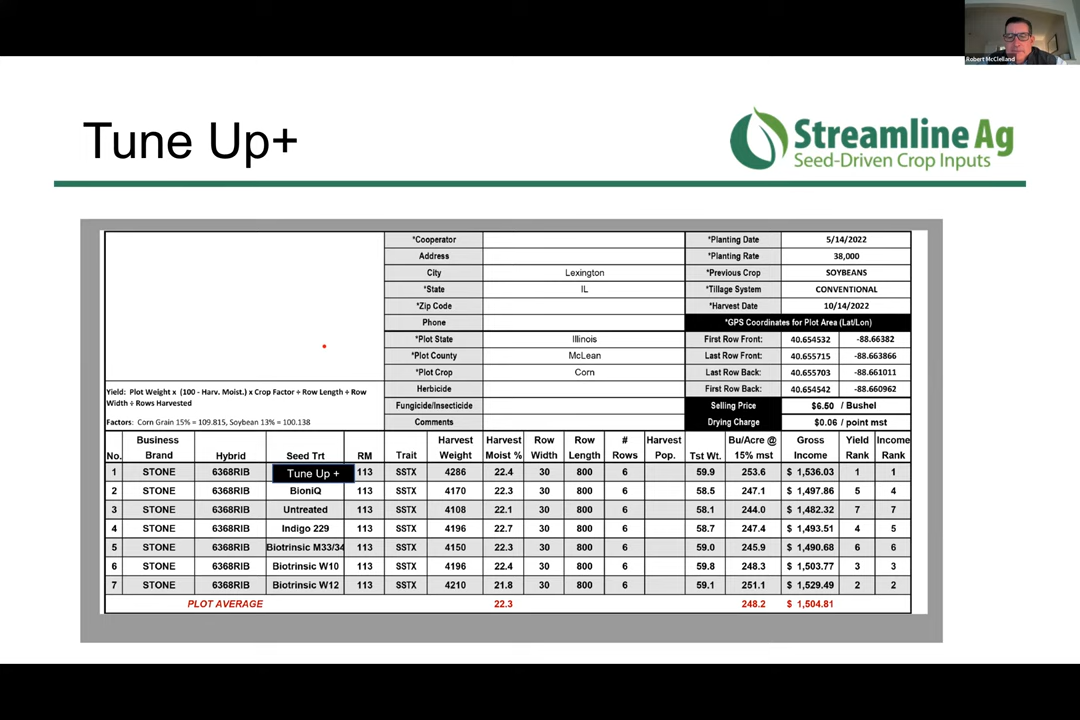 Robert McClelland
Tune Up+
Streamline Ag
Seed-Driven Crop Inputs
*Cooperator *Planting Date 5/14/2022
Address *Planting Rate 38,000
City Lexington *Previous Crop SOYBEANS
*State IL *Tillage System CONVENTIONAL
*Zip Code *Harvest Date 10/14/2022
Phone *GPS Coordinates for Plot Area (Lat/Lon)
*Plot State Illinois First Row Front: 40.654532 -88.66382
*Plot County McLean Last Row Front: 40.655715 -88.663866
*Plot Crop Corn Last Row Back: 40.655703 -88.661011
Herbicide First Row Back: 40.654542 -88.660962
Yield: Plot Weight x (100 - Harv. Moist.) x Crop Factor ÷ Row Length ÷ Row
Width ÷ Rows Harvested
Fungicide/Insecticide Selling Price $6.50 / Bushel
Factors: Corn Grain 15% = 109.815, Soybean 13% = 100.138
Comments Drying Charge $0.06 / point mst
No. Business Brand Hybrid Seed Trt RM Trait Harvest Weight Harvest Moist % Row Width Row Length # Rows Harvest Pop. Tst Wt. Bu/Acre @ 15% mst Gross Income Yield Rank Income Rank
1 STONE 6368RIB Tune Up + 113 SSTX 4286 22.4 30 800 6 59.9 253.6 $ 1,536.03 1 1
2 STONE 6368RIB BioniQ 113 SSTX 4170 22.3 30 800 6 58.5 247.1 $ 1,497.86 5 4
3 STONE 6368RIB Untreated 113 SSTX 4108 22.1 30 800 6 58.1 244.0 $ 1,482.32 7 7
4 STONE 6368RIB Indigo 229 113 SSTX 4196 22.7 30 800 6 58.7 247.4 $ 1,493.51 4 5
5 STONE 6368RIB Biotrinsic M33/34 113 SSTX 4150 22.3 30 800 6 59.0 245.9 $ 1,490.68 6 6
6 STONE 6368RIB Biotrinsic W10 113 SSTX 4196 22.4 30 800 6 59.8 248.3 $ 1,503.77 3 3
7 STONE 6368RIB Biotrinsic W12 113 SSTX 4210 21.8 30 800 6 59.1 251.1 $ 1,529.49 2 2
PLOT AVERAGE 22.3 248.2 $ 1,504.81